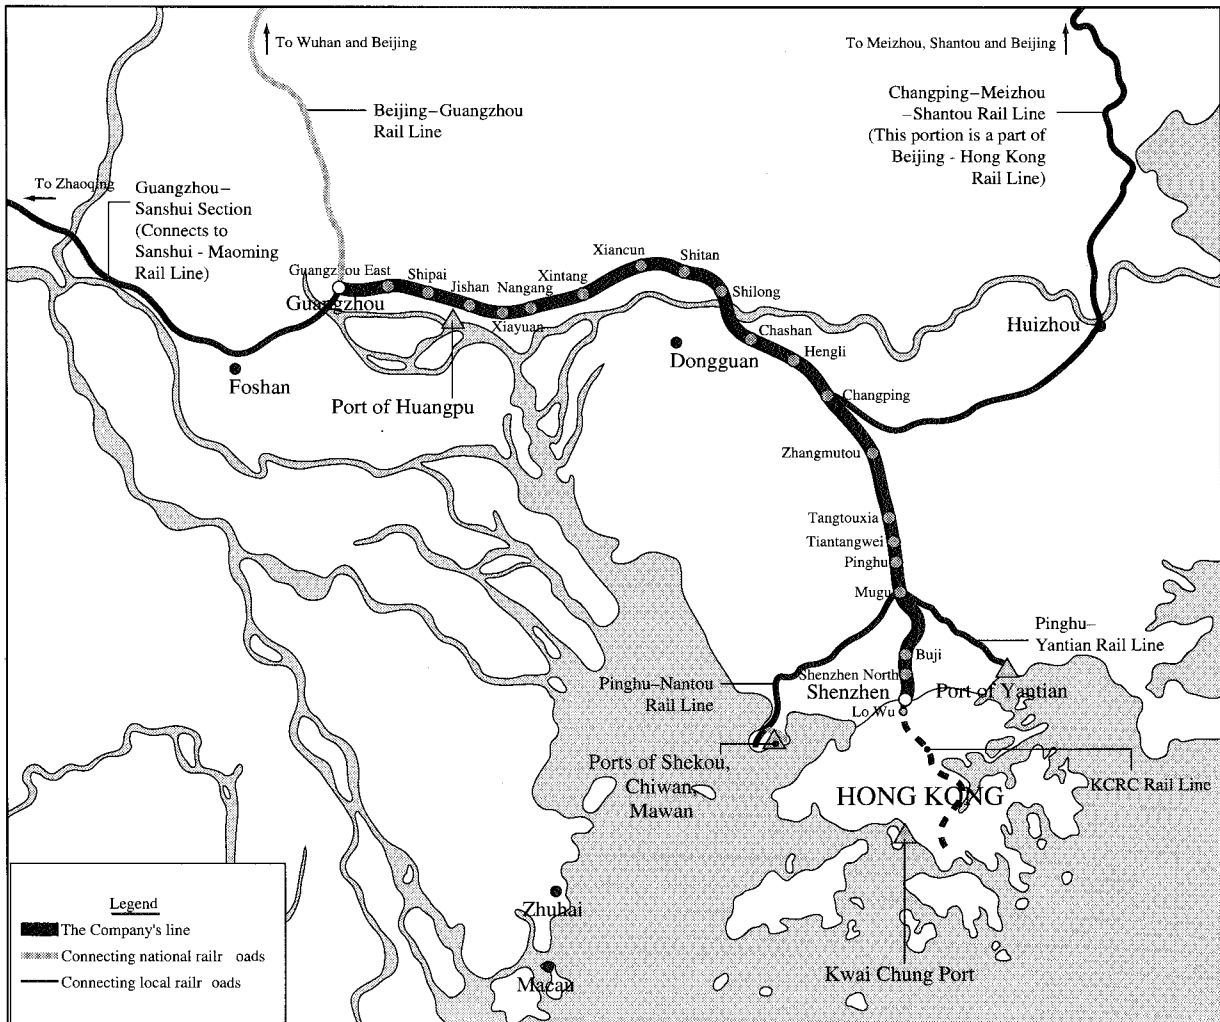 To Wuhan and Beijing
To Meizhou, Shantou and Beijing
Beijing–Guangzhou
Rail Line
Changping–Meizhou
–Shantou Rail Line
(This portion is a part of
Beijing - Hong Kong
Rail Line)
To Zhaoqing
Guangzhou–
Sanshui Section
(Connects to
Sanshui - Maoming
Rail Line)
Guangzhou East
Guangzhou
Shipai
Jishan
Nangang
Xiayuan
Xintang
Xiancun
Shitan
Shilong
Chashan
Hengli
Changping
Huizhou
Dongguan
Foshan
Port of Huangpu
Zhangmutou
Tangtouxia
Tiantangwei
Pinghu
Mugu
Pinghu–
Yantian Rail Line
Buji
Shenzhen North
Shenzhen
Port of Yantian
Lo Wu
Pinghu–Nantou
Rail Line
Ports of Shekou,
Chiwan,
Mawan
HONG KONG
KCRC Rail Line
Kwai Chung Port
Zhuhai
Macau
Legend
The Company's line
Connecting national railr oads
Connecting local railr oads